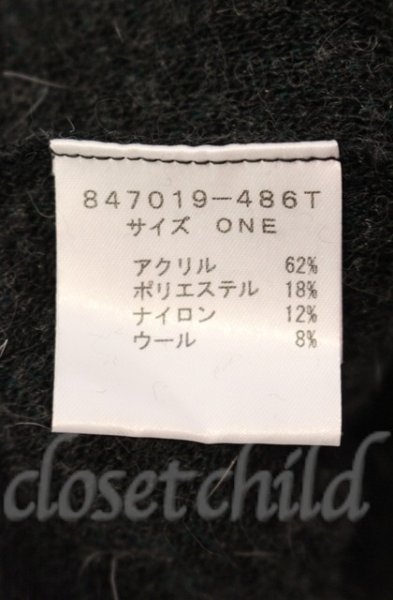 847019-486T
サイズ ONE
アクリル 62%
ポリエステル 18%
ナイロン 12%
ウール 8%
closet child